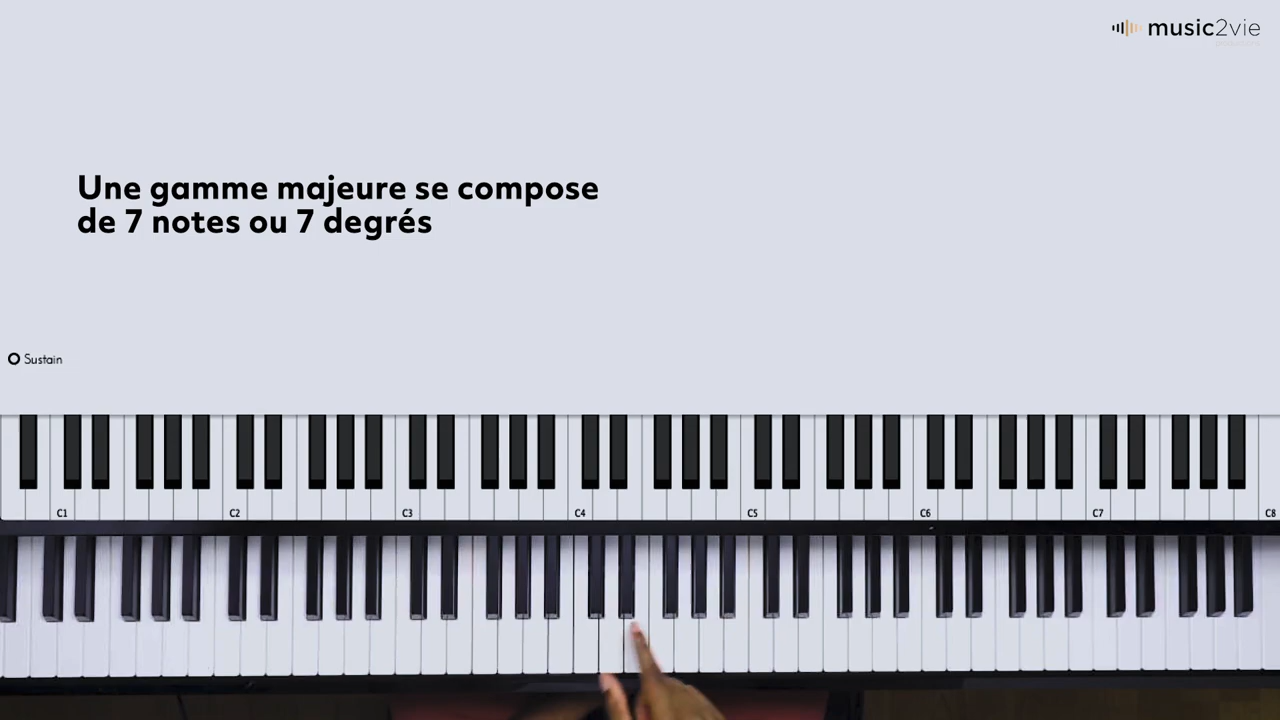 music2vie
Une gamme majeure se compose
de 7 notes ou 7 degrés
Sustain
C1 C2 C3 C4 C5 C6 C7 C8